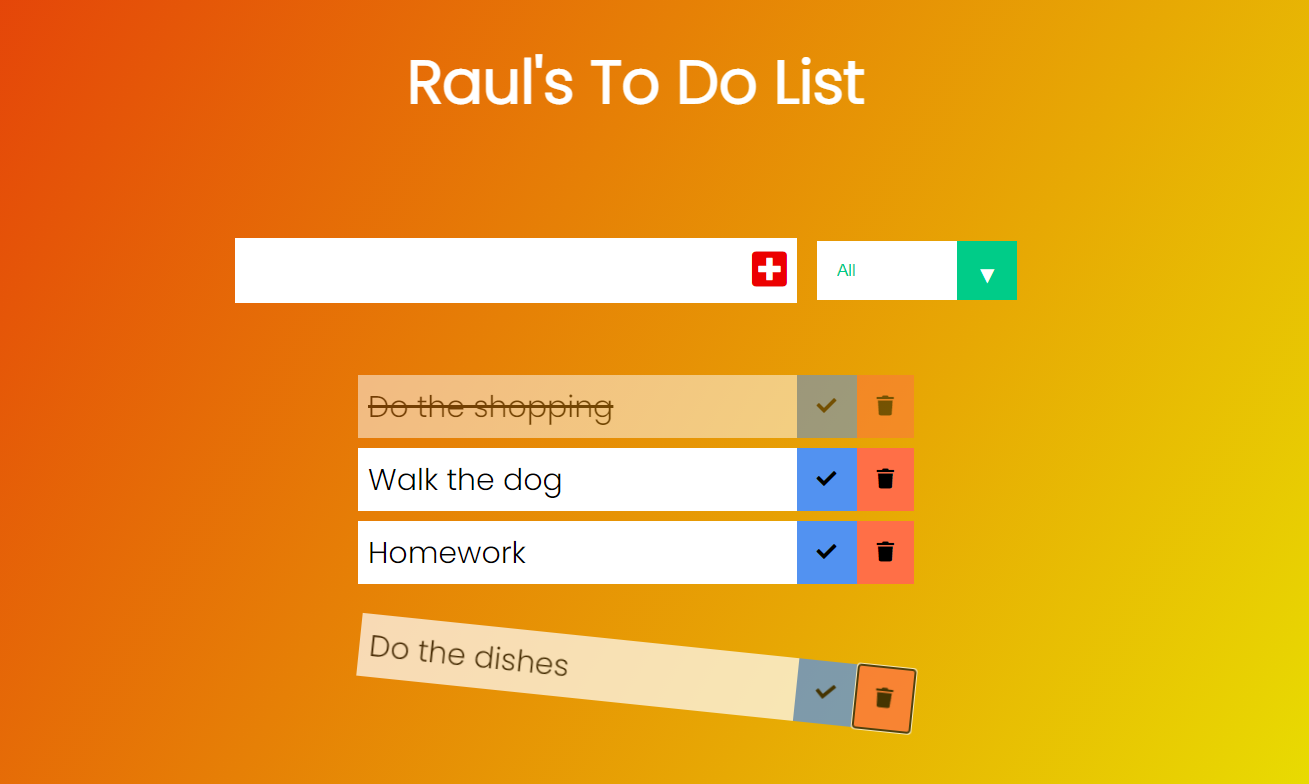 Raul's To Do List
All
Do the shopping
Walk the dog
Homework
Do the dishes